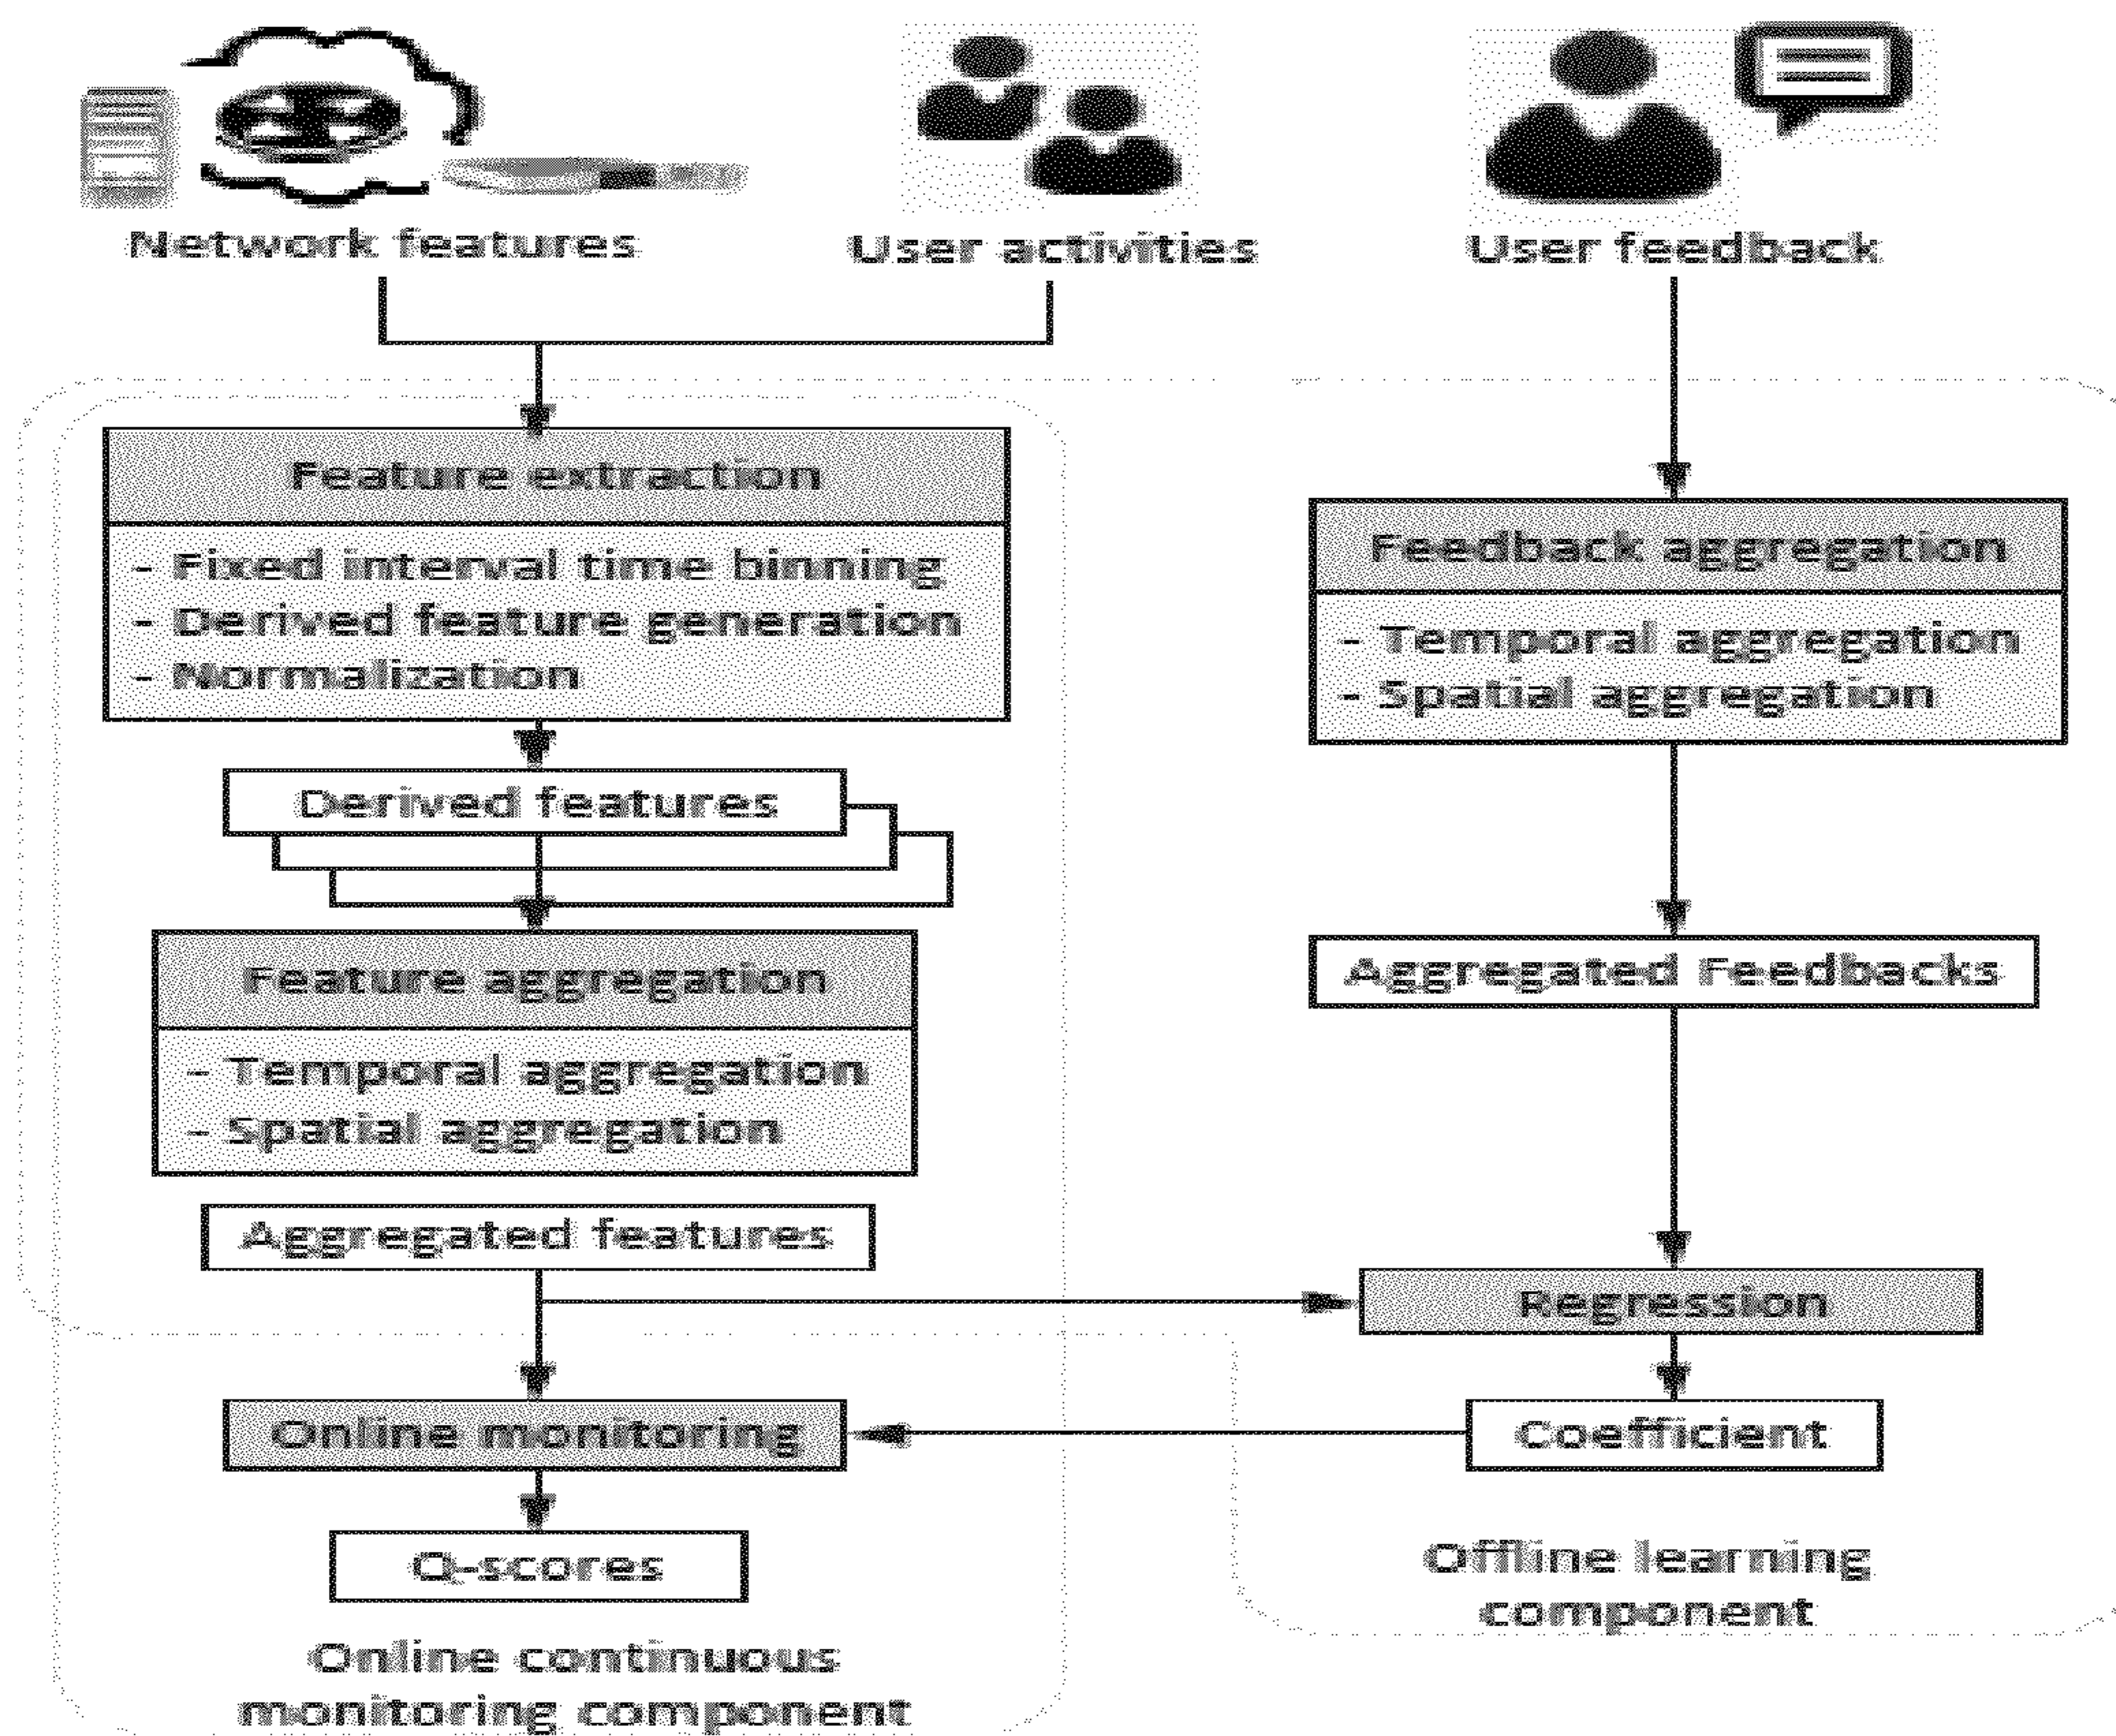 Network features
User activities
User feedback
Feature extraction
- Fixed interval time binning
- Derived feature generation
- Normalization
Derived features
Feature aggregation
- Temporal aggregation
- Spatial aggregation
Aggregated features
Online monitoring
Q-scores
Online continuous
monitoring component
Feedback aggregation
- Temporal aggregation
- Spatial aggregation
Aggregated Feedbacks
Regression
Coefficient
Offline learning
component